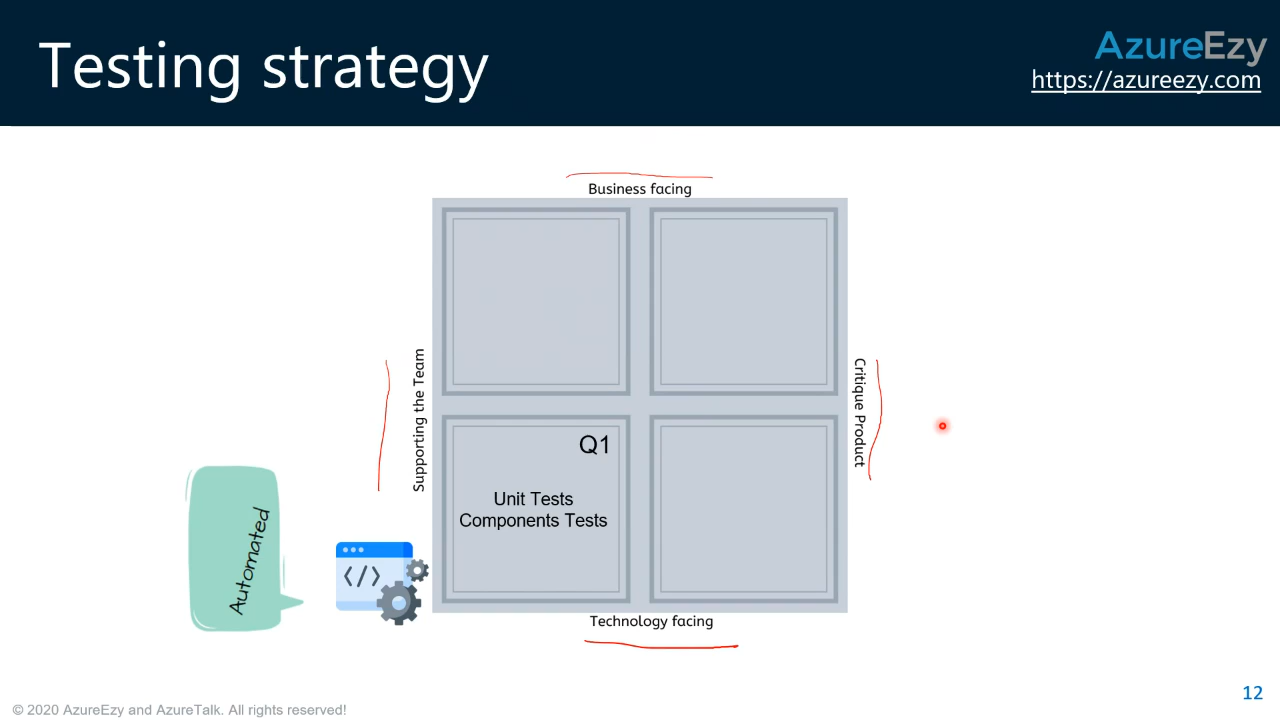 Testing strategy
AzureEzy
https://azureezy.com
Business facing
Supporting the Team
Critique Product
Q1
Unit Tests
Components Tests
Automated
</>
Technology facing
12
© 2020 AzureEzy and AzureTalk. All rights reserved!